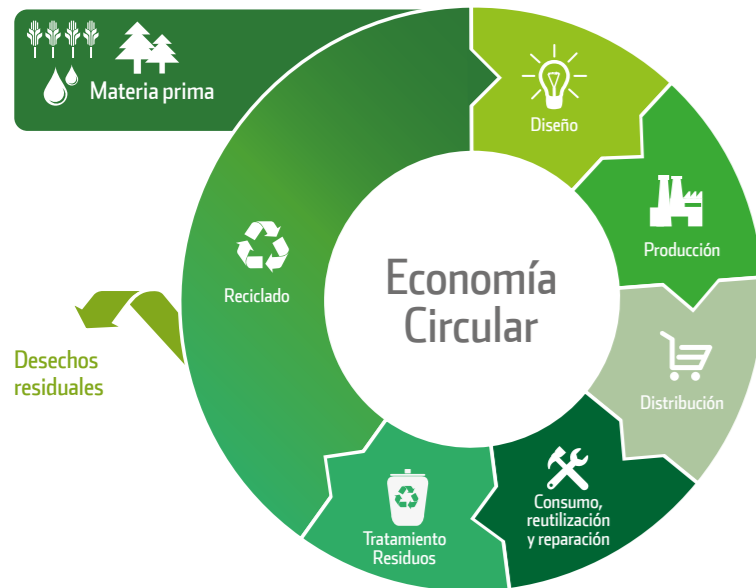 Materia prima
Diseño
Producción
Distribución
Consumo,
reutilización
y reparación
Tratamiento
Residuos
Reciclado
Desechos
residuales
Economía
Circular